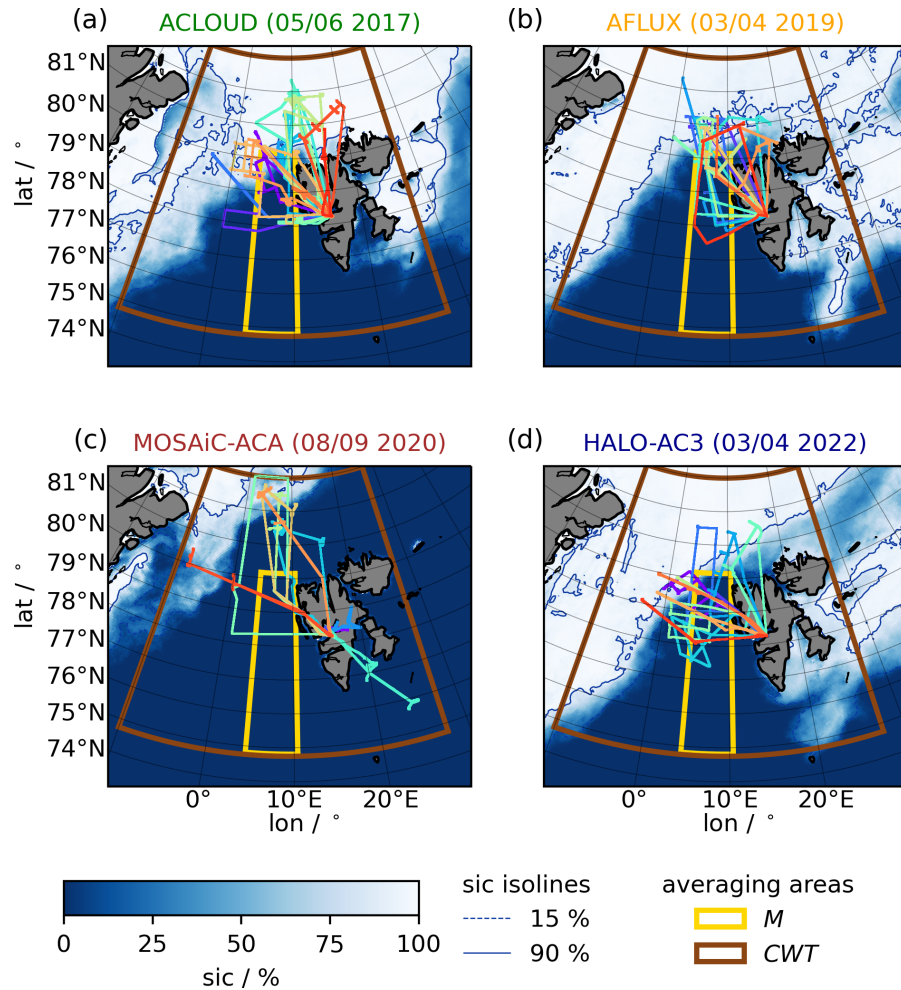 (a) ACLOUD (05/06 2017)
(b) AFLUX (03/04 2019)
81°N
80°N
79°N
78°N
77°N
76°N
75°N
74°N
lat / °
(c) MOSAiC-ACA (08/09 2020)
(d) HALO-AC3 (03/04 2022)
81°N
80°N
79°N
78°N
77°N
76°N
75°N
74°N
lat / °
0° 10°E 20°E
lon / °
0° 10°E 20°E
lon / °
0 25 50 75 100
sic / %
sic isolines
15 %
90 %
averaging areas
M
CWT